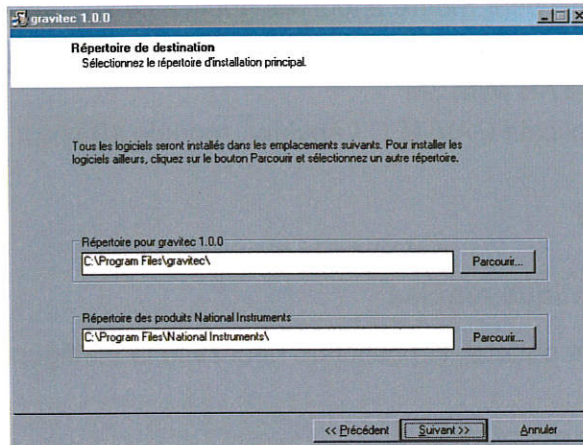 gravitec 1.0.0
Répertoire de destination
Sélectionnez le répertoire d'installation principal.
Tous les logiciels seront installés dans les emplacements suivants. Pour installer les
logiciels ailleurs, cliquez sur le bouton Parcourir et sélectionnez un autre répertoire.
Répertoire pour gravitec 1.0.0
C:\Program Files\gravitec\
Parcourir...
Répertoire des produits National Instruments
C:\Program Files\National Instruments\
Parcourir...
<< Précédent
Suivant >>
Annuler